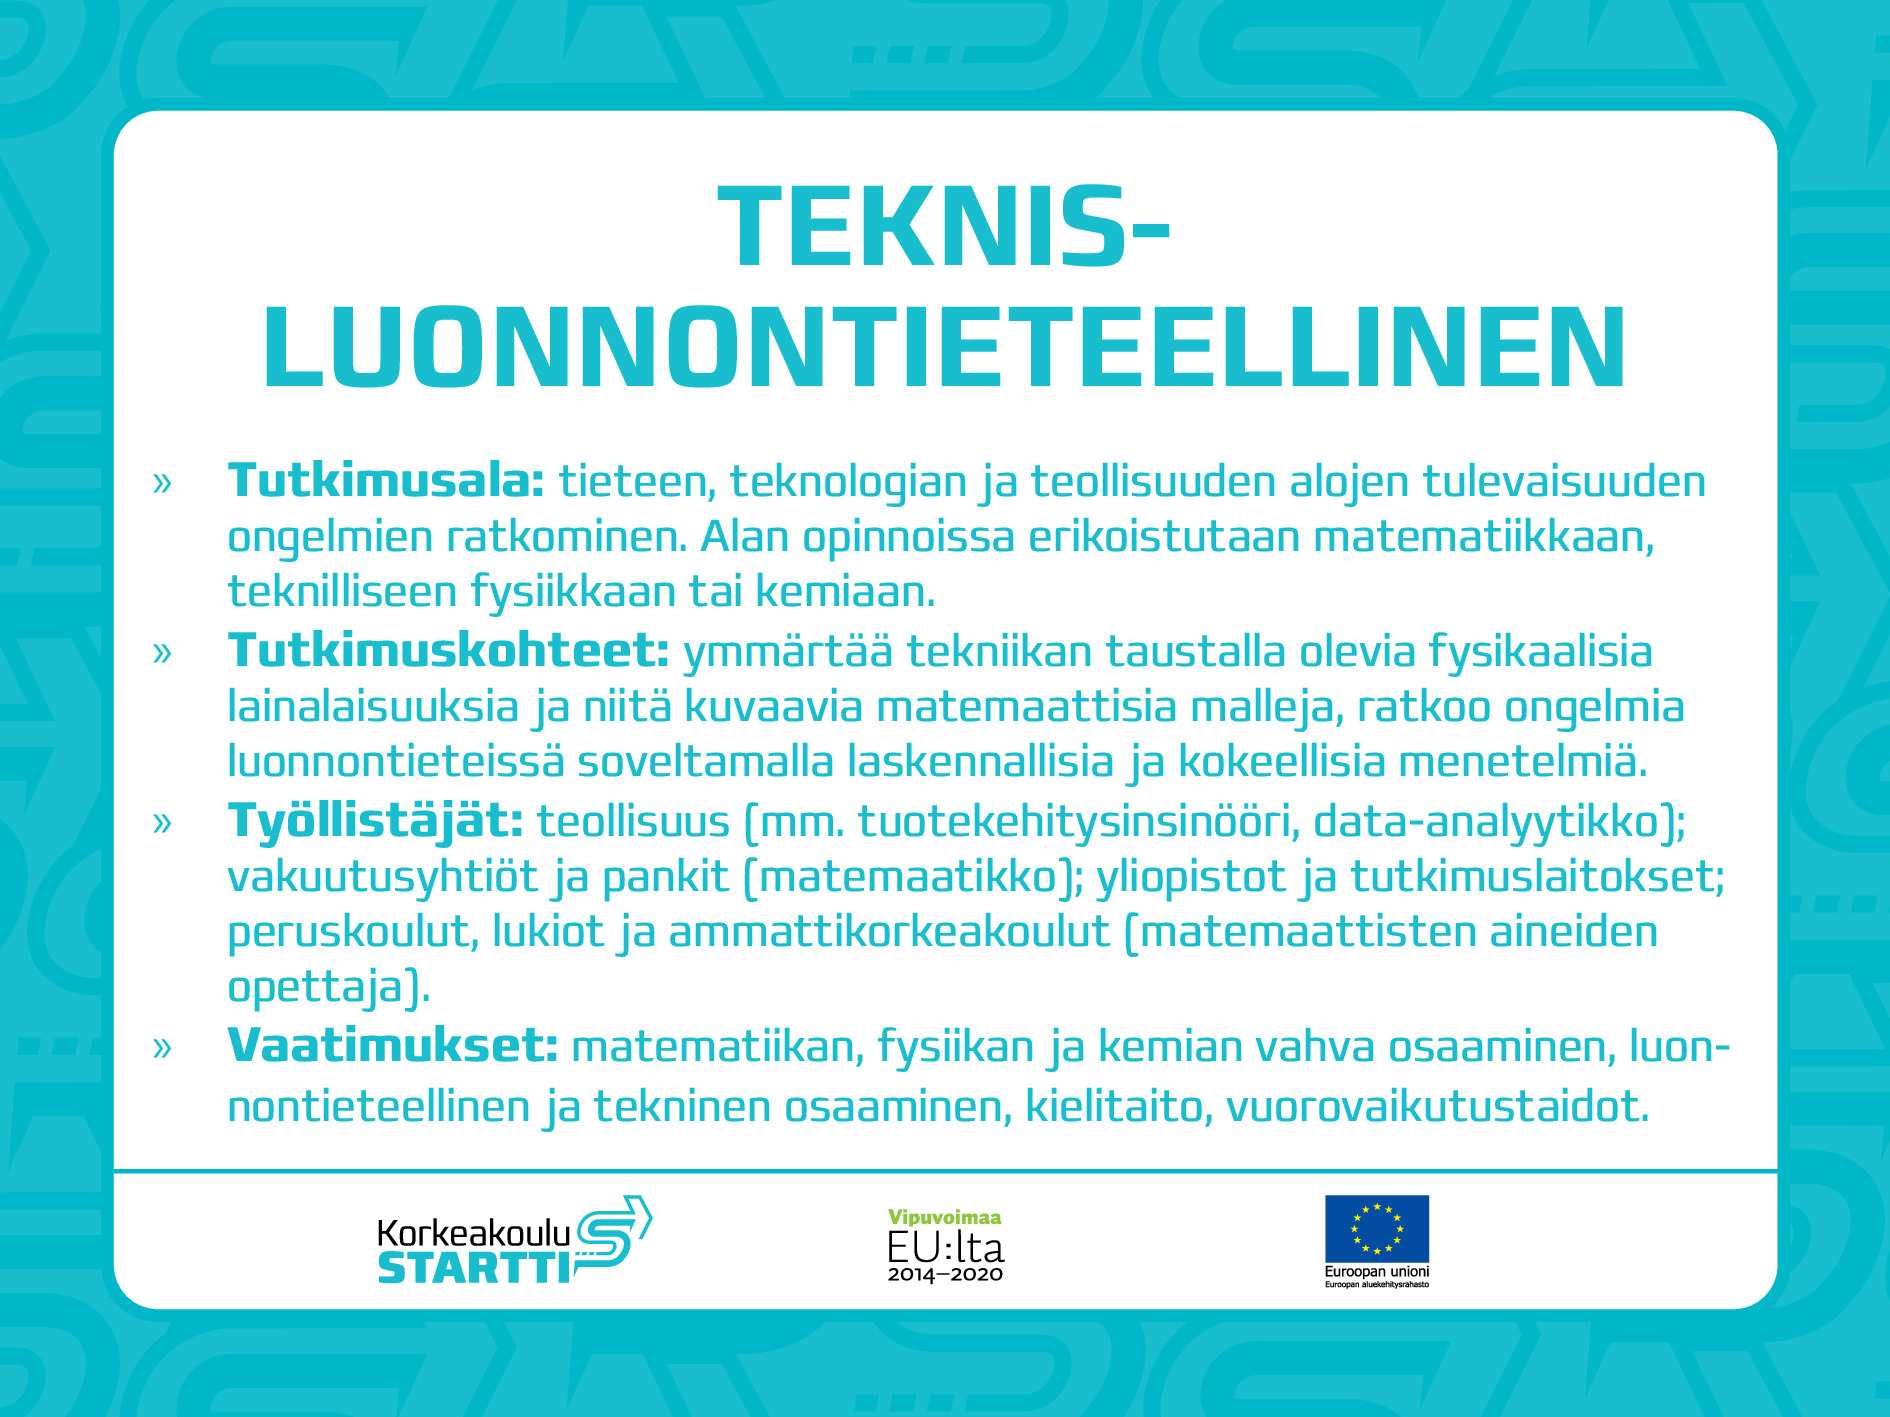 TEKNIS-
LUONNONTIETEELLINEN
» Tutkimusala: tieteen, teknologian ja teollisuuden alojen tulevaisuuden
ongelmien ratkominen. Alan opinnoissa erikoistutaan matematiikkaan,
teknilliseen fysiikkaan tai kemiaan.
» Tutkimuskohteet: ymmärtää tekniikan taustalla olevia fysikaalisia
lainalaisuuksia ja niitä kuvaavia matemaattisia malleja, ratkoo ongelmia
luonnontieteissä soveltamalla laskennallisia ja kokeellisia menetelmiä.
» Työllistäjät: teollisuus (mm. tuotekehitysinsinööri, data-analyytikko);
vakuutusyhtiöt ja pankit (matemaatikko); yliopistot ja tutkimuslaitokset;
peruskoulut, lukiot ja ammattikorkeakoulut (matemaattisten aineiden
opettaja).
» Vaatimukset: matematiikan, fysiikan ja kemian vahva osaaminen, luon-
nontieteellinen ja tekninen osaaminen, kielitaito, vuorovaikutustaidot.
Korkeakoulu
STARTTI
Vipuvoimaa
EU:lta
2014–2020
Euroopan unioni
Euroopan aluekehitysrahasto